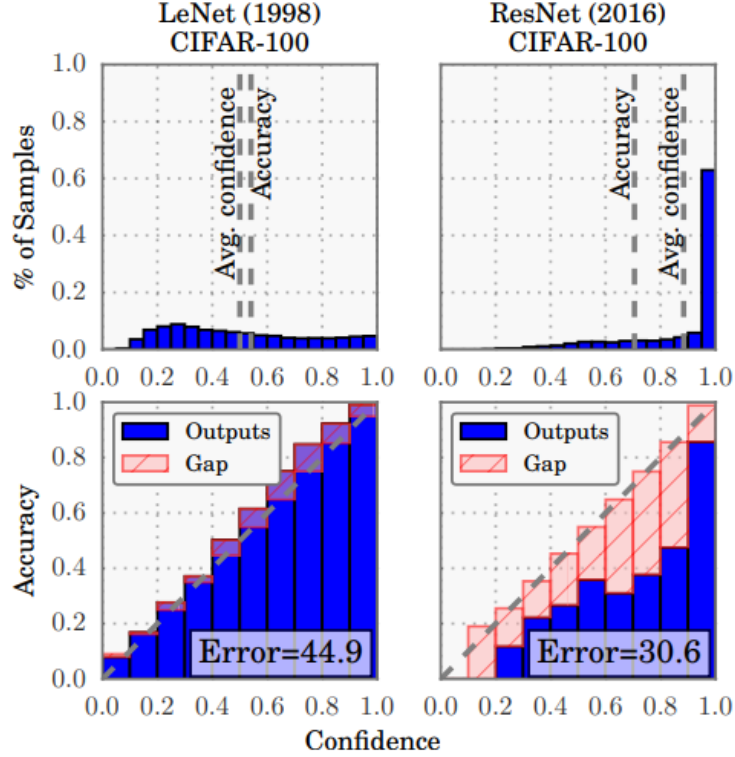 LeNet (1998)
CIFAR-100
ResNet (2016)
CIFAR-100
% of Samples
1.0
0.8
0.6
0.4
0.2
0.0
Avg. confidence
Accuracy
0.0 0.2 0.4 0.6 0.8 1.0
Accuracy
Avg. confidence
0.0 0.2 0.4 0.6 0.8 1.0
Accuracy
1.0
0.8
0.6
0.4
0.2
0.0
Outputs
Gap
Error=44.9
0.0 0.2 0.4 0.6 0.8 1.0
Outputs
Gap
Error=30.6
0.0 0.2 0.4 0.6 0.8 1.0
Confidence